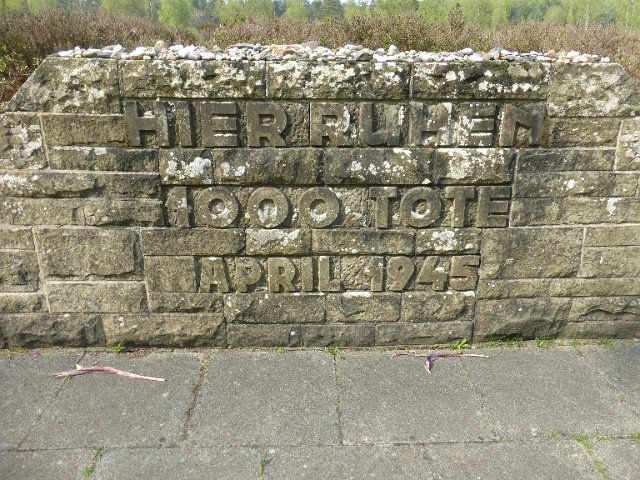 HIER RUHEN
1000 TOTE
APRIL 1945